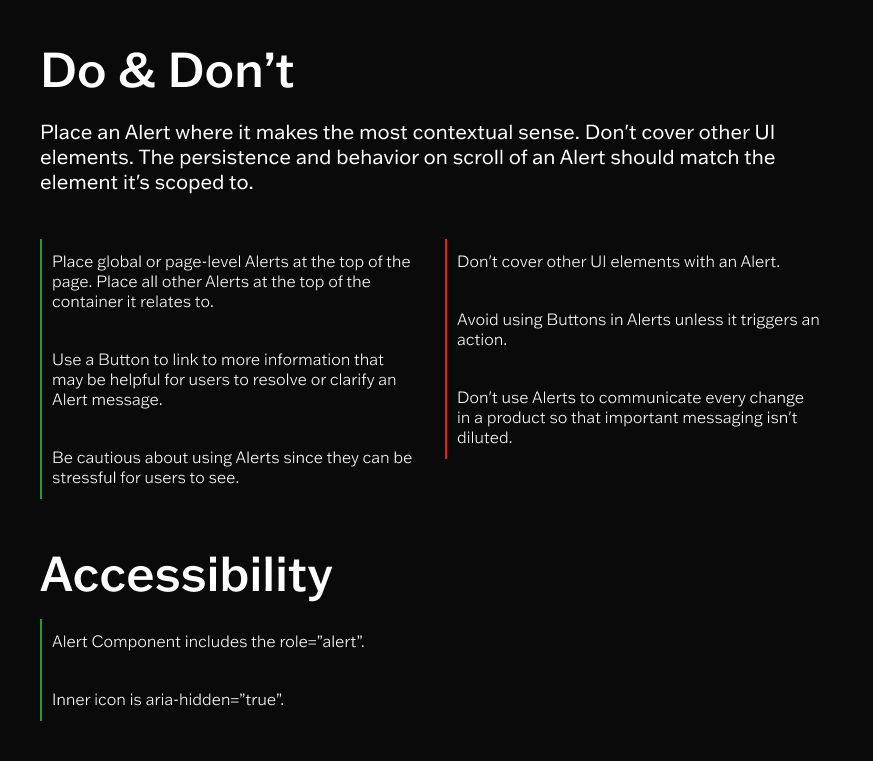 Do & Don’t
Place an Alert where it makes the most contextual sense. Don't cover other UI
elements. The persistence and behavior on scroll of an Alert should match the
element it's scoped to.
Place global or page-level Alerts at the top of the
page. Place all other Alerts at the top of the
container it relates to.
Use a Button to link to more information that
may be helpful for users to resolve or clarify an
Alert message.
Be cautious about using Alerts since they can be
stressful for users to see.
Don't cover other UI elements with an Alert.
Avoid using Buttons in Alerts unless it triggers an
action.
Don't use Alerts to communicate every change
in a product so that important messaging isn't
diluted.
Accessibility
Alert Component includes the role=”alert”.
Inner icon is aria-hidden=”true”.